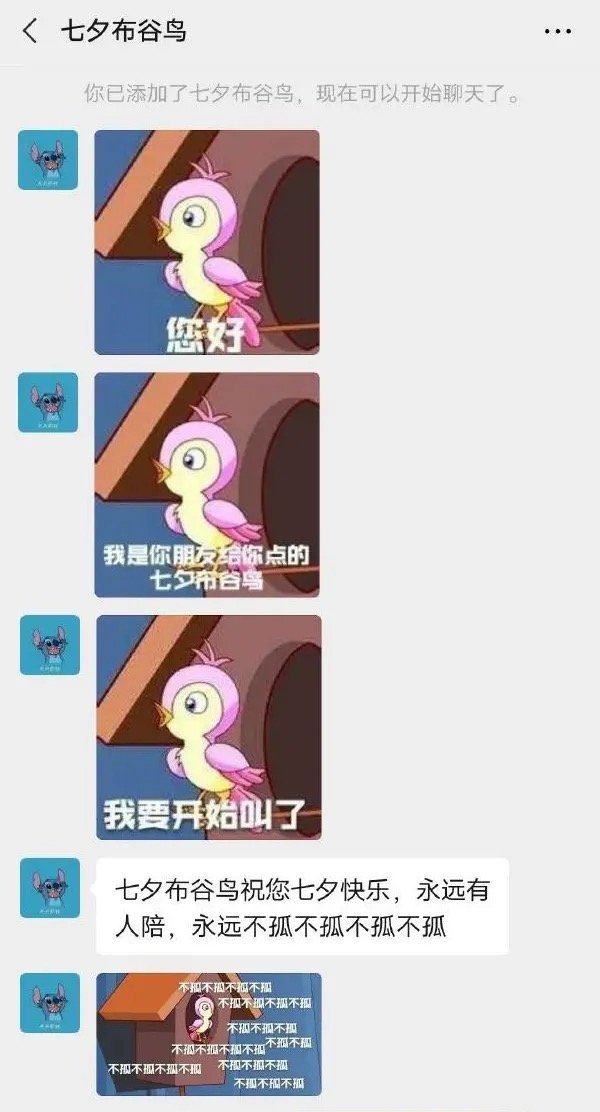 七夕布谷鸟
你已添加了七夕布谷鸟，现在可以开始聊天了。
您好
我是你朋友给你点的
七夕布谷鸟
我要开始叫了
七夕布谷鸟祝您七夕快乐，永远有
人陪，永远不孤不孤不孤不孤
不孤不孤不孤不孤
不孤不孤不孤不孤
不孤不孤不孤
不孤不孤
不孤不孤不孤不孤
不孤不孤不孤
不孤不孤不孤不孤
不孤不孤不孤